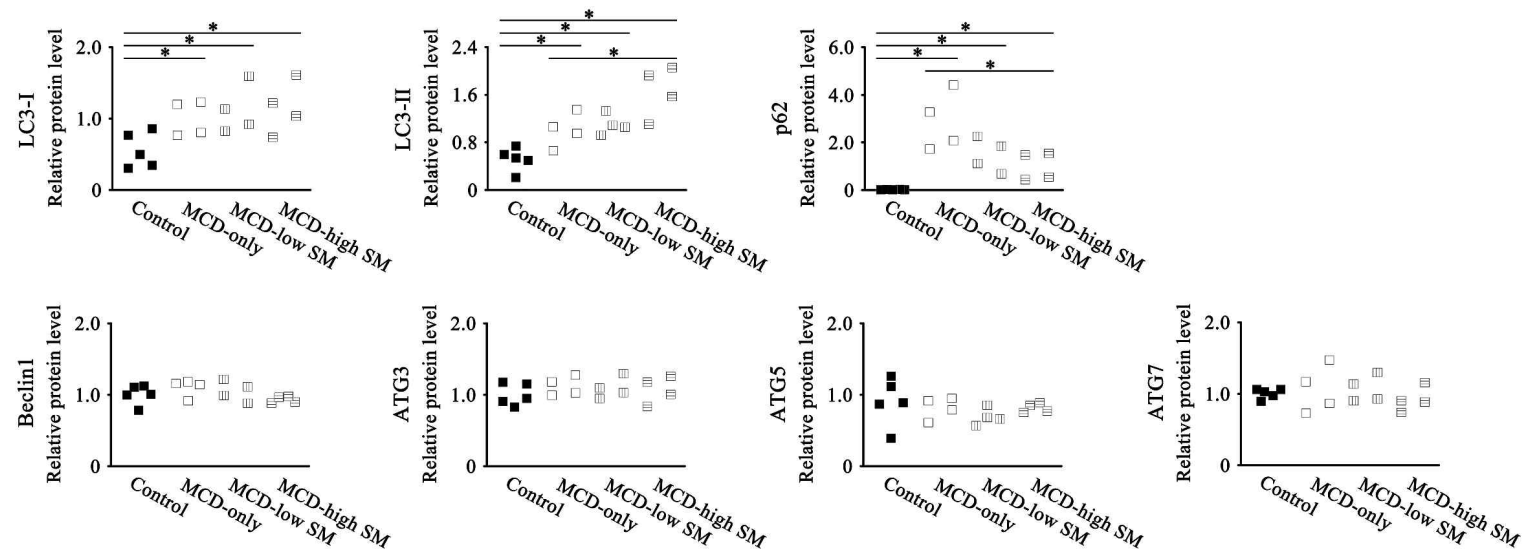 LC3-I
Relative protein level
2.0
1.0
0
*
*
*
Control
MCD-only
MCD-low SM
MCD-high SM
LC3-II
Relative protein level
2.4
1.6
0.8
0
*
*
*
*
Control
MCD-only
MCD-low SM
MCD-high SM
p62
Relative protein level
6.0
4.0
2.0
0
*
*
*
*
Control
MCD-only
MCD-low SM
MCD-high SM
Beclin1
Relative protein level
2.0
1.0
0
Control
MCD-only
MCD-low SM
MCD-high SM
ATG3
Relative protein level
2.0
1.0
0
Control
MCD-only
MCD-low SM
MCD-high SM
ATG5
Relative protein level
2.0
1.0
0
Control
MCD-only
MCD-low SM
MCD-high SM
ATG7
Relative protein level
2.0
1.0
0
Control
MCD-only
MCD-low SM
MCD-high SM